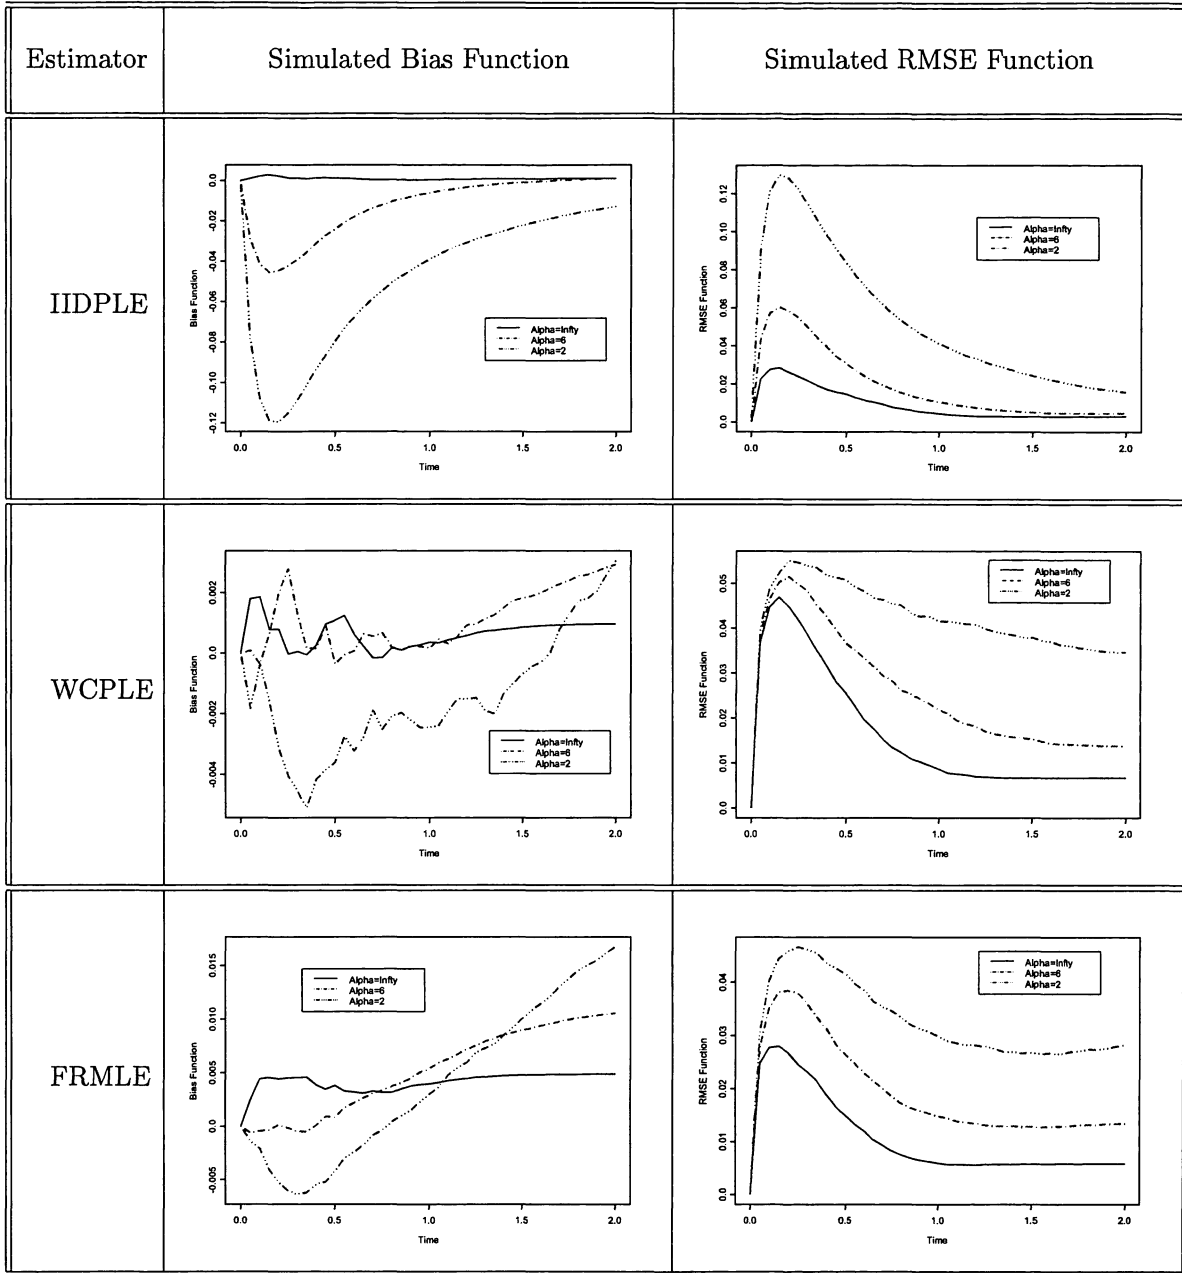 Estimator
Simulated Bias Function
Simulated RMSE Function
IIDPLE
Bias Function
0.0
-0.02
-0.04
-0.06
-0.08
-0.10
-0.12
Alpha=Infty
Alpha=6
Alpha=2
0.0 0.5 1.0 1.5 2.0
Time
RMSE Function
0.12
0.10
0.08
0.06
0.04
0.02
0.0
Alpha=Infty
Alpha=6
Alpha=2
0.0 0.5 1.0 1.5 2.0
Time
WCPLE
Bias Function
0.002
0.0
-0.002
-0.004
Alpha=Infty
Alpha=6
Alpha=2
0.0 0.5 1.0 1.5 2.0
Time
RMSE Function
0.05
0.04
0.03
0.02
0.01
0.0
Alpha=Infty
Alpha=6
Alpha=2
0.0 0.5 1.0 1.5 2.0
Time
FRMLE
Bias Function
0.015
0.010
0.005
0.0
-0.005
Alpha=Infty
Alpha=6
Alpha=2
0.0 0.5 1.0 1.5 2.0
Time
RMSE Function
0.04
0.03
0.02
0.01
0.0
Alpha=Infty
Alpha=6
Alpha=2
0.0 0.5 1.0 1.5 2.0
Time